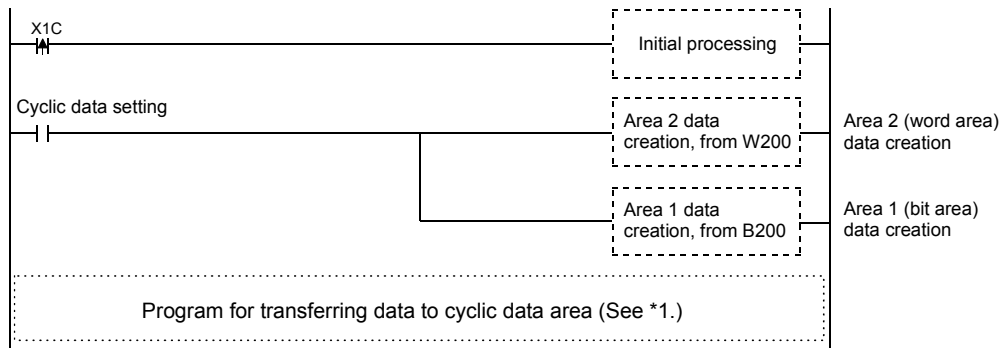 X1C
Initial processing
Cyclic data setting
Area 2 data
creation, from W200
Area 2 (word area)
data creation
Area 1 data
creation, from B200
Area 1 (bit area)
data creation
Program for transferring data to cyclic data area (See *1.)